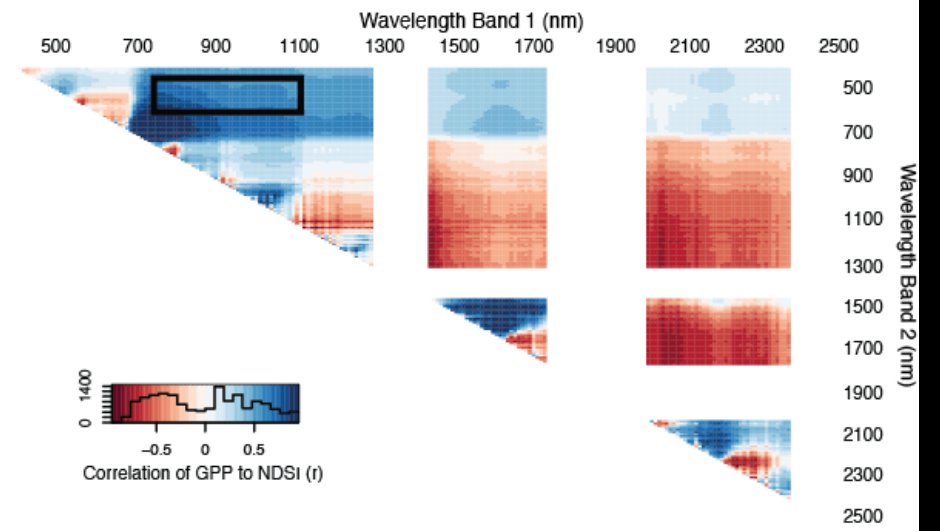 Wavelength Band 1 (nm)
500 700 900 1100 1300 1500 1700 1900 2100 2300 2500
500
700
900
1100
1300
1500
1700
1900
2100
2300
2500
Wavelength Band 2 (nm)
1400
0
−0.5 0 0.5
Correlation of GPP to NDSI (r)